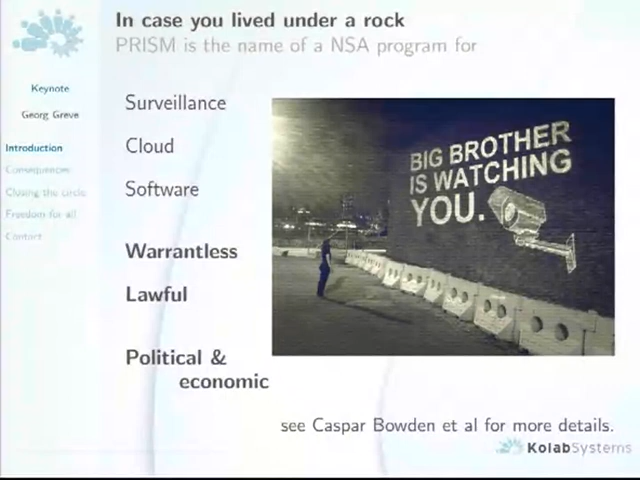 In case you lived under a rock
PRISM is the name of a NSA program for
Keynote
Georg Greve
Introduction
Consequences
Closing the circle
Freedom for all
Contact
Surveillance
Cloud
Software
Warrantless
Lawful
Political &
economic
BIG BROTHER
IS WATCHING
YOU.
see Caspar Bowden et al for more details.
KolabSystems